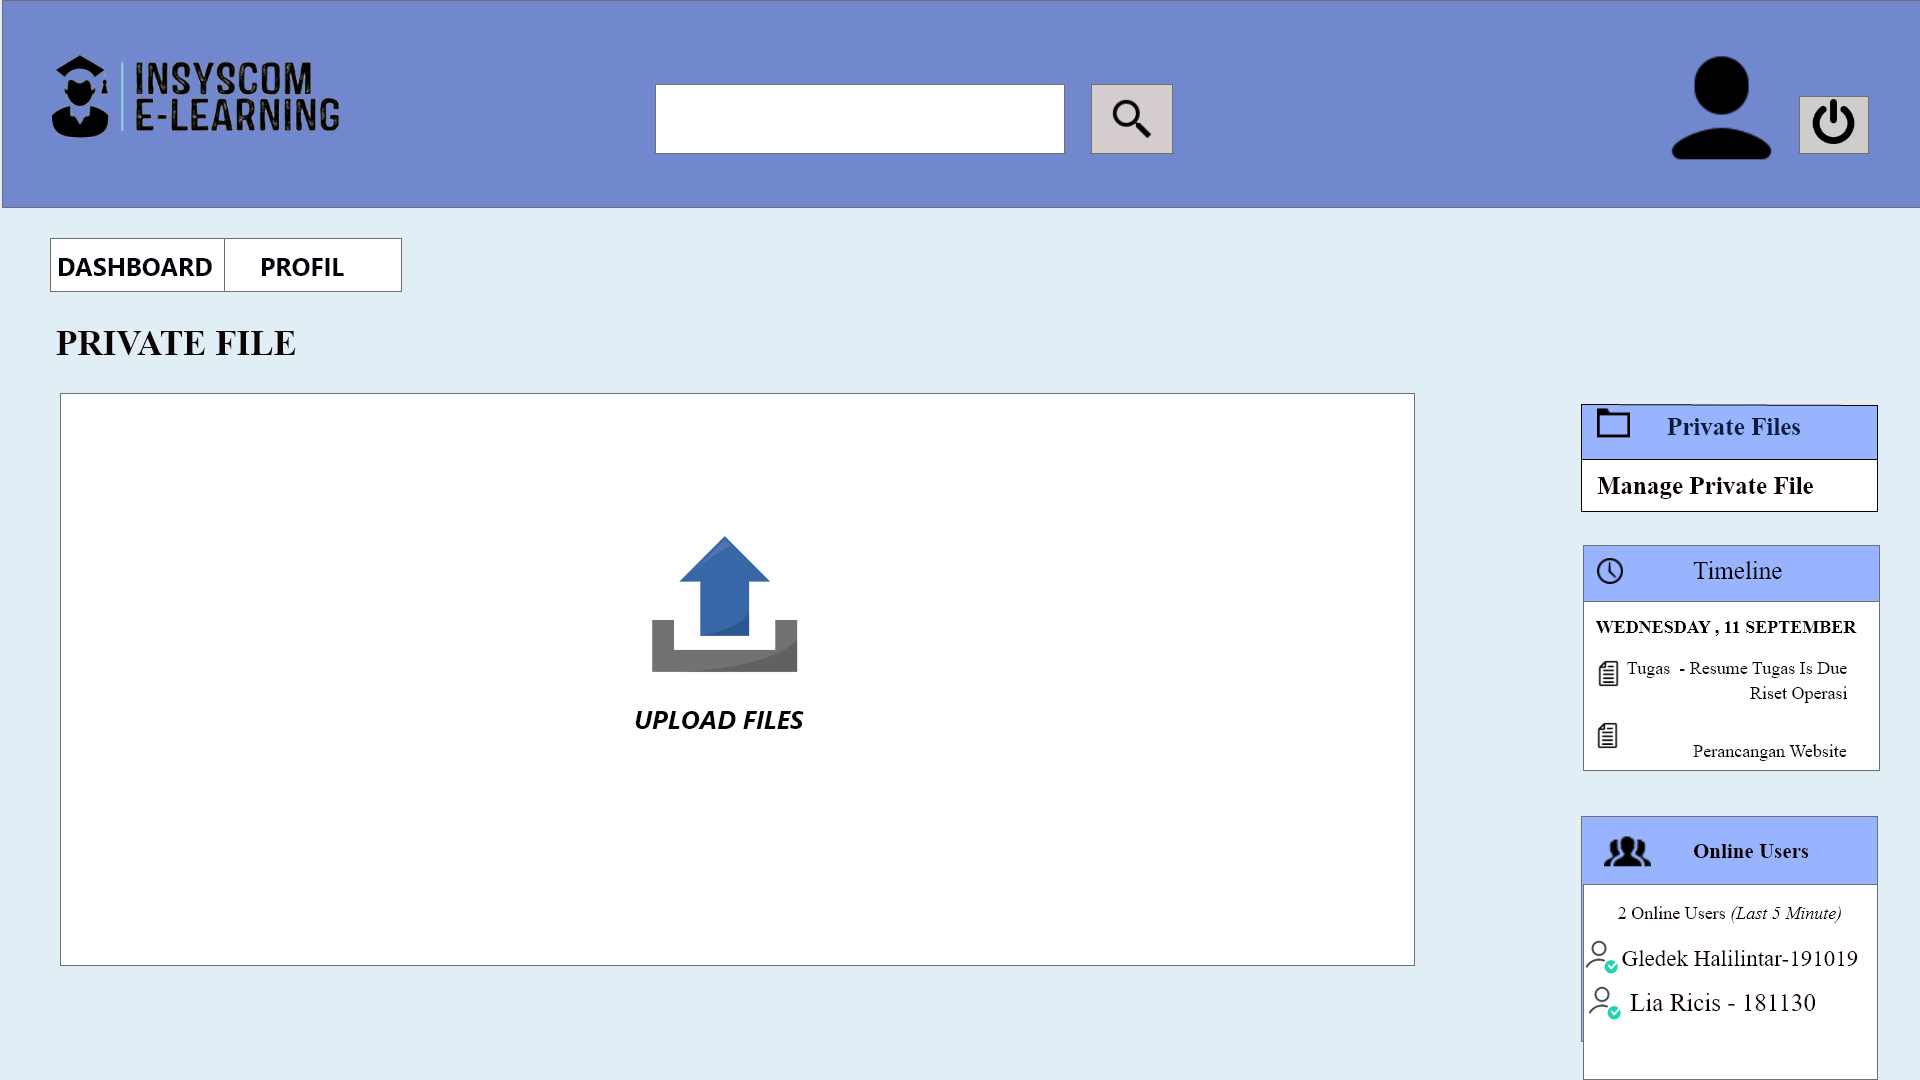 INSYSCOM
E-LEARNING
DASHBOARD
PROFIL
PRIVATE FILE
UPLOAD FILES
Private Files
Manage Private File
Timeline
WEDNESDAY , 11 SEPTEMBER
Tugas - Resume Tugas Is Due
Riset Operasi
Perancangan Website
Online Users
2 Online Users (Last 5 Minute)
Gledek Halilintar-191019
Lia Ricis - 181130